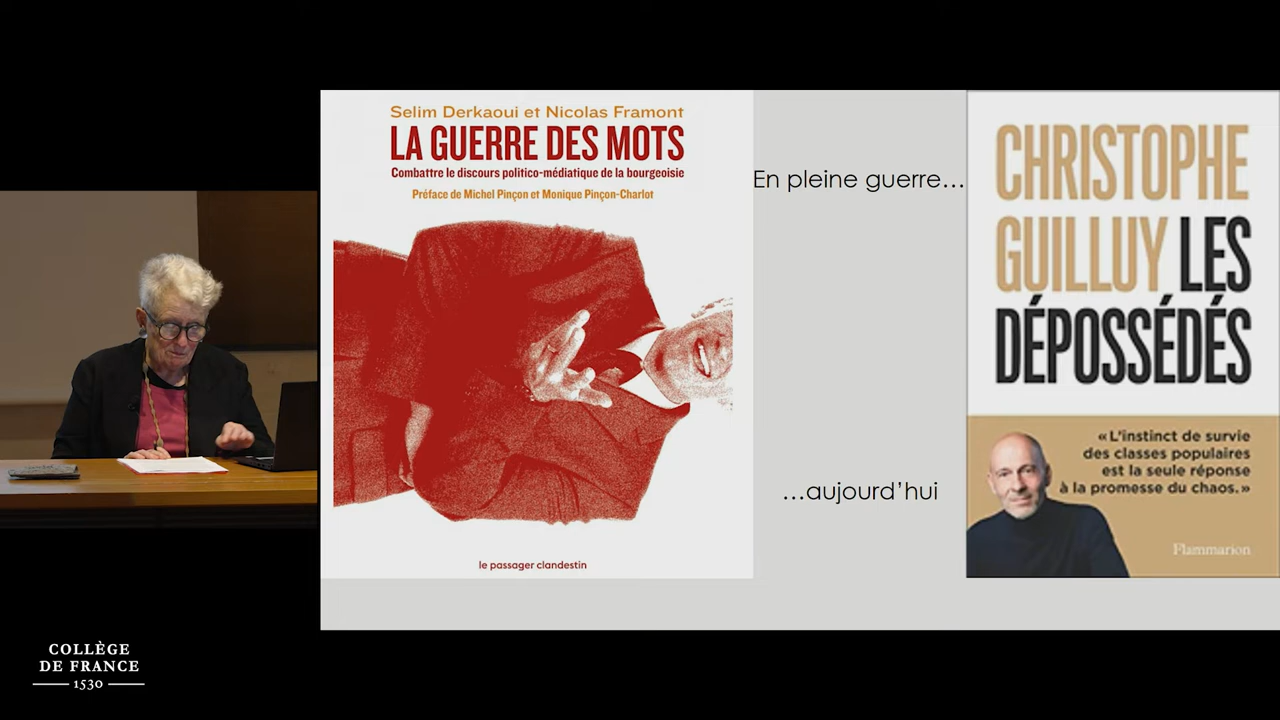 Selim Derkaoui et Nicolas Framont
LA GUERRE DES MOTS
Combattre le discours politico-médiatique de la bourgeoisie
Préface de Michel Pinçon et Monique Pinçon-Charlot
le passager clandestin
En pleine guerre...
...aujourd'hui
CHRISTOPHE
GUILLUY LES
DÉPOSSÉDÉS
« L'instinct de survie
des classes populaires
est la seule réponse
à la promesse du chaos. »
Flammarion
COLLÈGE
DE FRANCE
1530